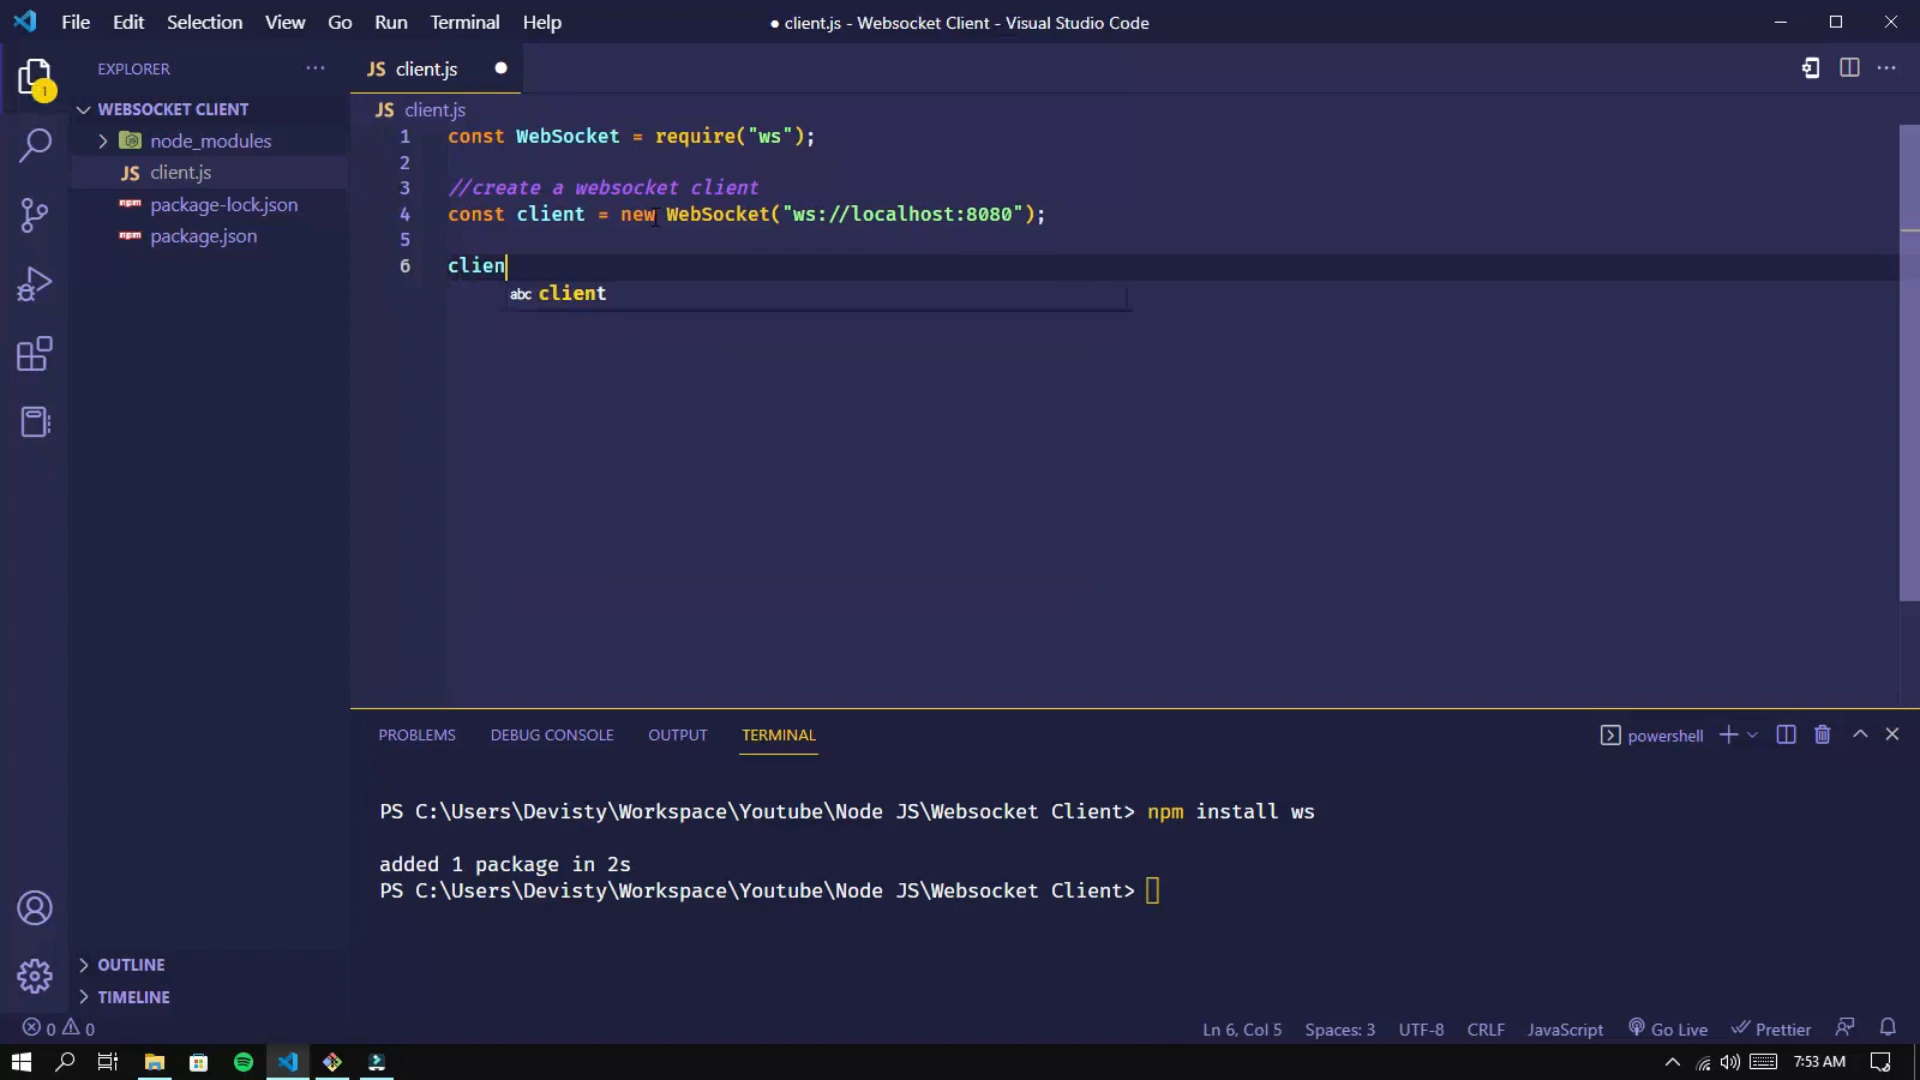 File Edit Selection View Go Run Terminal Help
● client.js - Websocket Client - Visual Studio Code
1
EXPLORER
WEBSOCKET CLIENT
node_modules
JS client.js
npm package-lock.json
npm package.json
OUTLINE
TIMELINE
JS client.js
JS client.js
1 const WebSocket = require("ws");
2
3 //create a websocket client
4 const client = new WebSocket("ws://localhost:8080");
5
6 clien
abc client
PROBLEMS DEBUG CONSOLE OUTPUT TERMINAL
powershell
PS C:\Users\Devisty\Workspace\Youtube\Node JS\Websocket Client> npm install ws
added 1 package in 2s
PS C:\Users\Devisty\Workspace\Youtube\Node JS\Websocket Client>
0 0
Ln 6, Col 5 Spaces: 3 UTF-8 CRLF JavaScript Go Live Prettier
7:53 AM